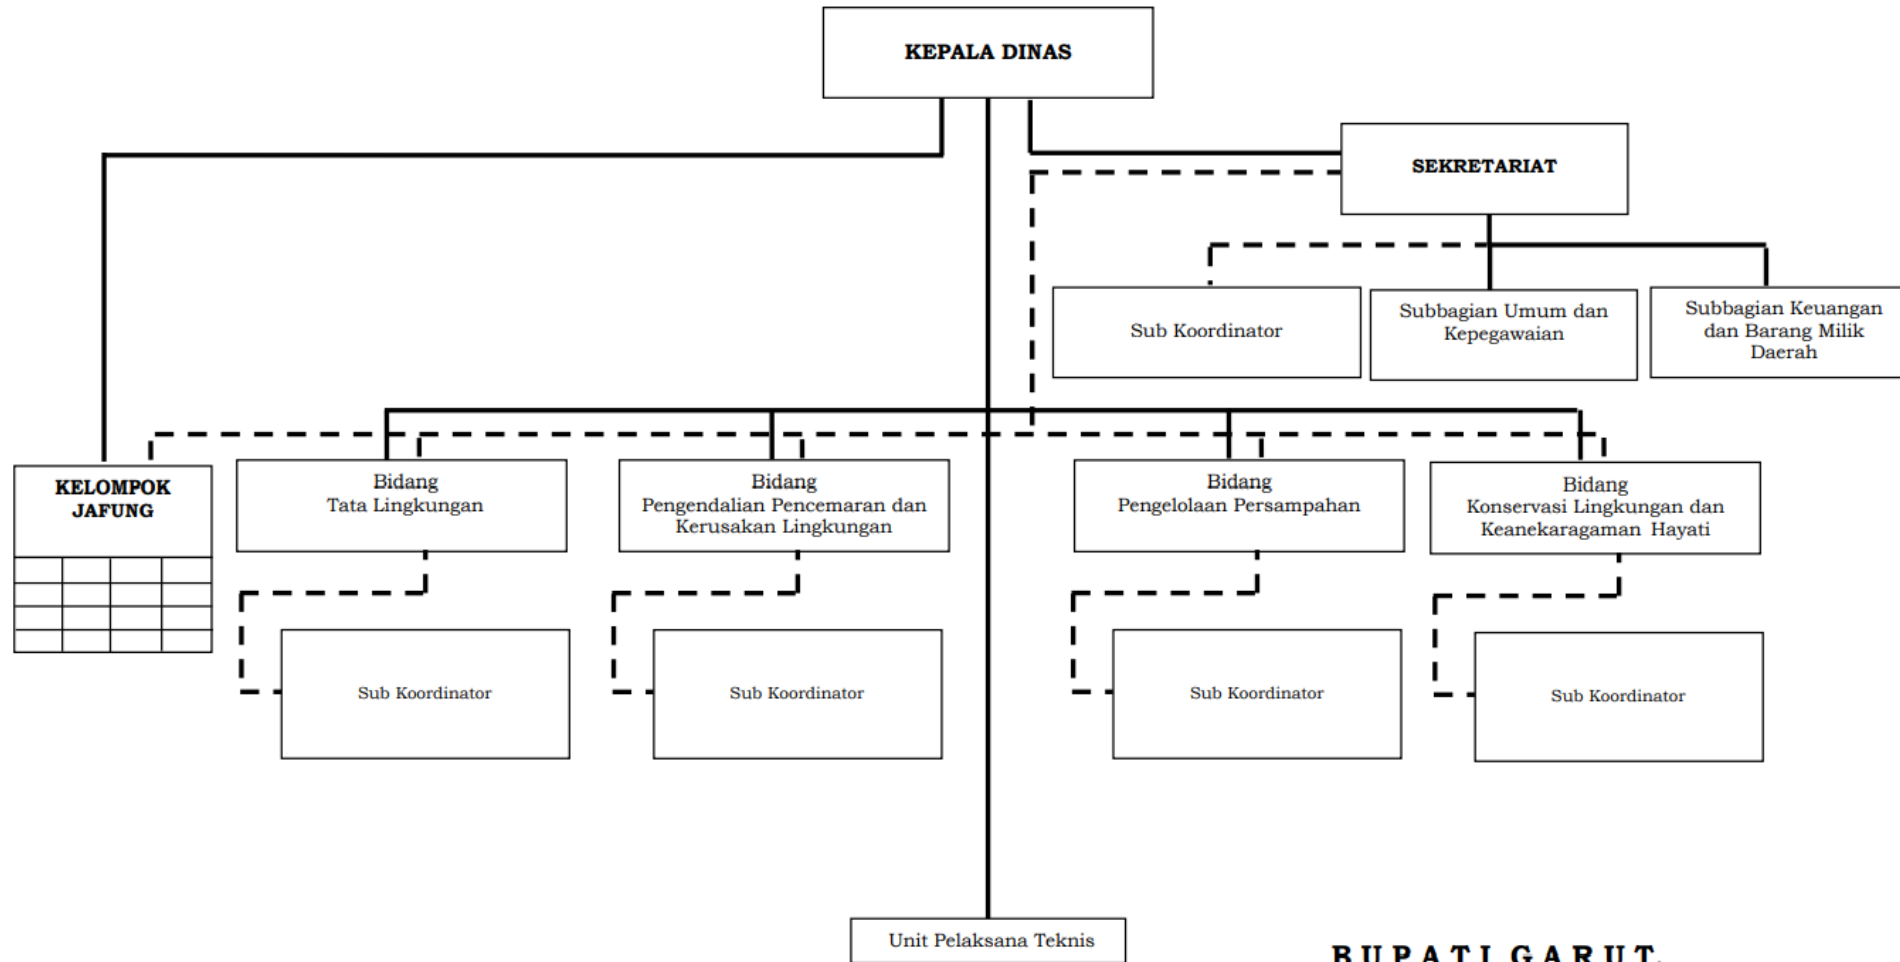 KEPALA DINAS
SEKRETARIAT
Sub Koordinator
Subbagian Umum dan
Kepegawaian
Subbagian Keuangan
dan Barang Milik
Daerah
KELOMPOK
JAFUNG
Bidang
Tata Lingkungan
Bidang
Pengendalian Pencemaran dan
Kerusakan Lingkungan
Bidang
Pengelolaan Persampahan
Bidang
Konservasi Lingkungan dan
Keanekaragaman Hayati
Sub Koordinator
Sub Koordinator
Sub Koordinator
Sub Koordinator
Unit Pelaksana Teknis
B U P A T I G A R U T,